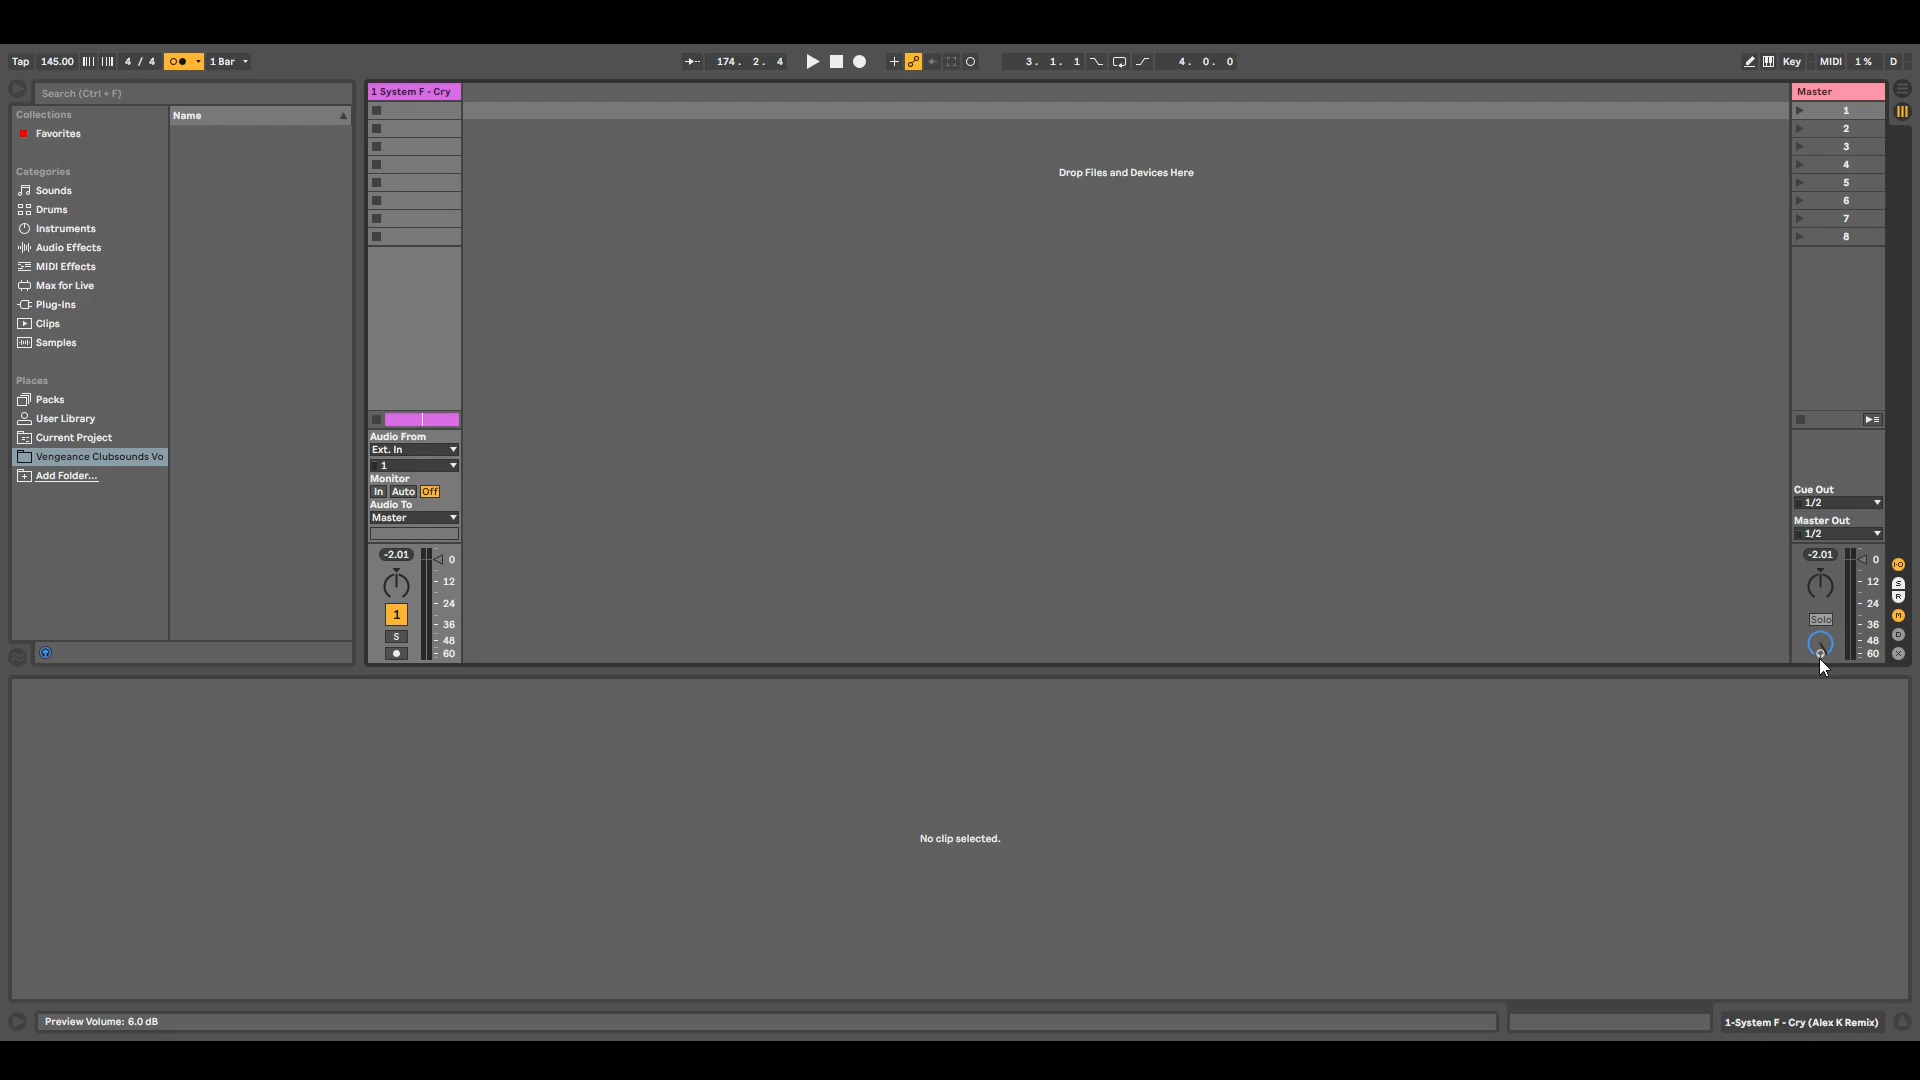 Tap 145.00 4 / 4 1 Bar 174. 2. 4 3. 1. 1 4. 0. 0 Key MIDI 1% D
Search (Ctrl + F)
Collections
Favorites
Categories
Sounds
Drums
Instruments
Audio Effects
MIDI Effects
Max for Live
Plug-Ins
Clips
Samples
Places
Packs
User Library
Current Project
Vengeance Clubsounds Vo
Add Folder...
Name
1 System F - Cry
Drop Files and Devices Here
Audio From
Ext. In
1
Monitor
In Auto Off
Audio To
Master
-2.01
0
12
24
1
36
S
48
60
Master
1
2
3
4
5
6
7
8
Cue Out
1/2
Master Out
1/2
-2.01
0
12
24
Solo
36
48
60
I·O
S
R
M
D
X
No clip selected.
Preview Volume: 6.0 dB
1-System F - Cry (Alex K Remix)